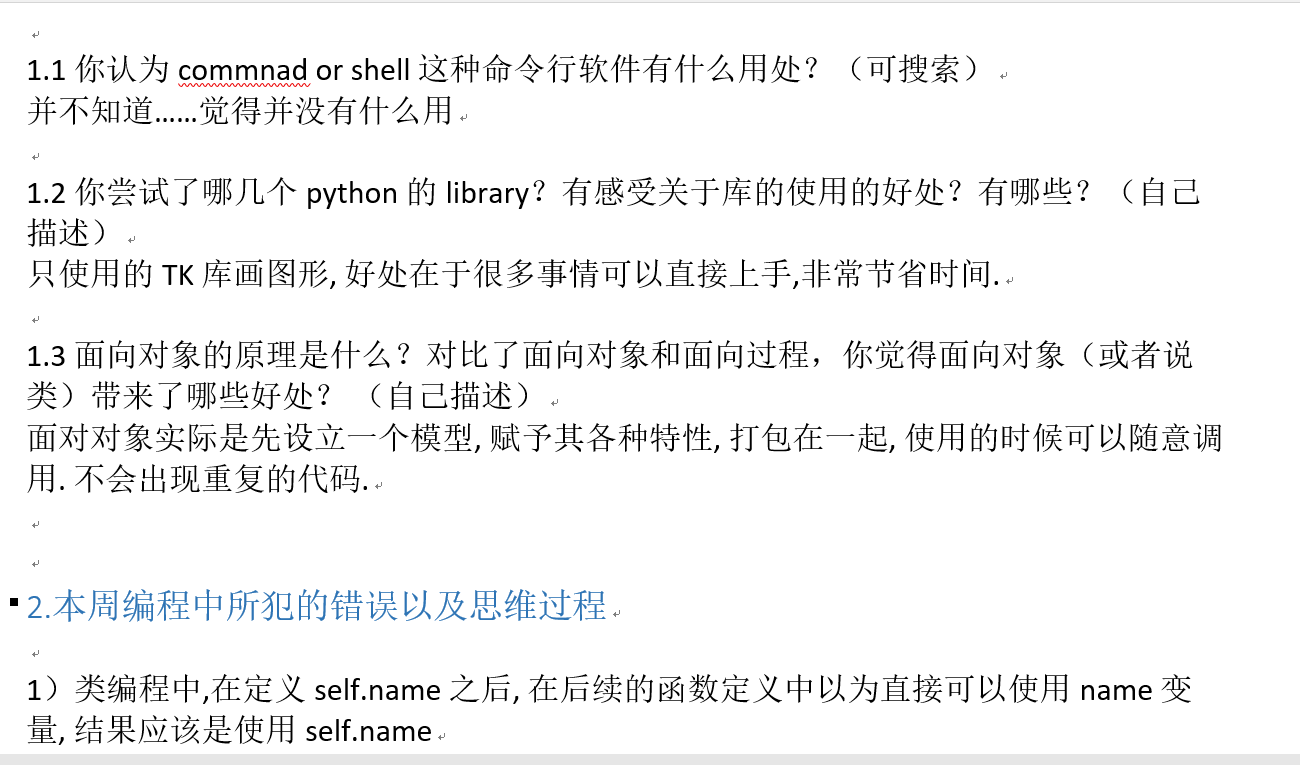 1.1 你认为 commnad or shell 这种命令行软件有什么用处？（可搜索）
并不知道……觉得并没有什么用
1.2 你尝试了哪几个 python 的 library？有感受关于库的使用的好处？有哪些？（自己
描述）
只使用的 TK 库画图形, 好处在于很多事情可以直接上手,非常节省时间.
1.3 面向对象的原理是什么？对比了面向对象和面向过程，你觉得面向对象（或者说
类）带来了哪些好处？ （自己描述）
面对对象实际是先设立一个模型, 赋予其各种特性, 打包在一起, 使用的时候可以随意调
用. 不会出现重复的代码.
2.本周编程中所犯的错误以及思维过程
1）类编程中,在定义 self.name 之后, 在后续的函数定义中以为直接可以使用 name 变
量, 结果应该是使用 self.name